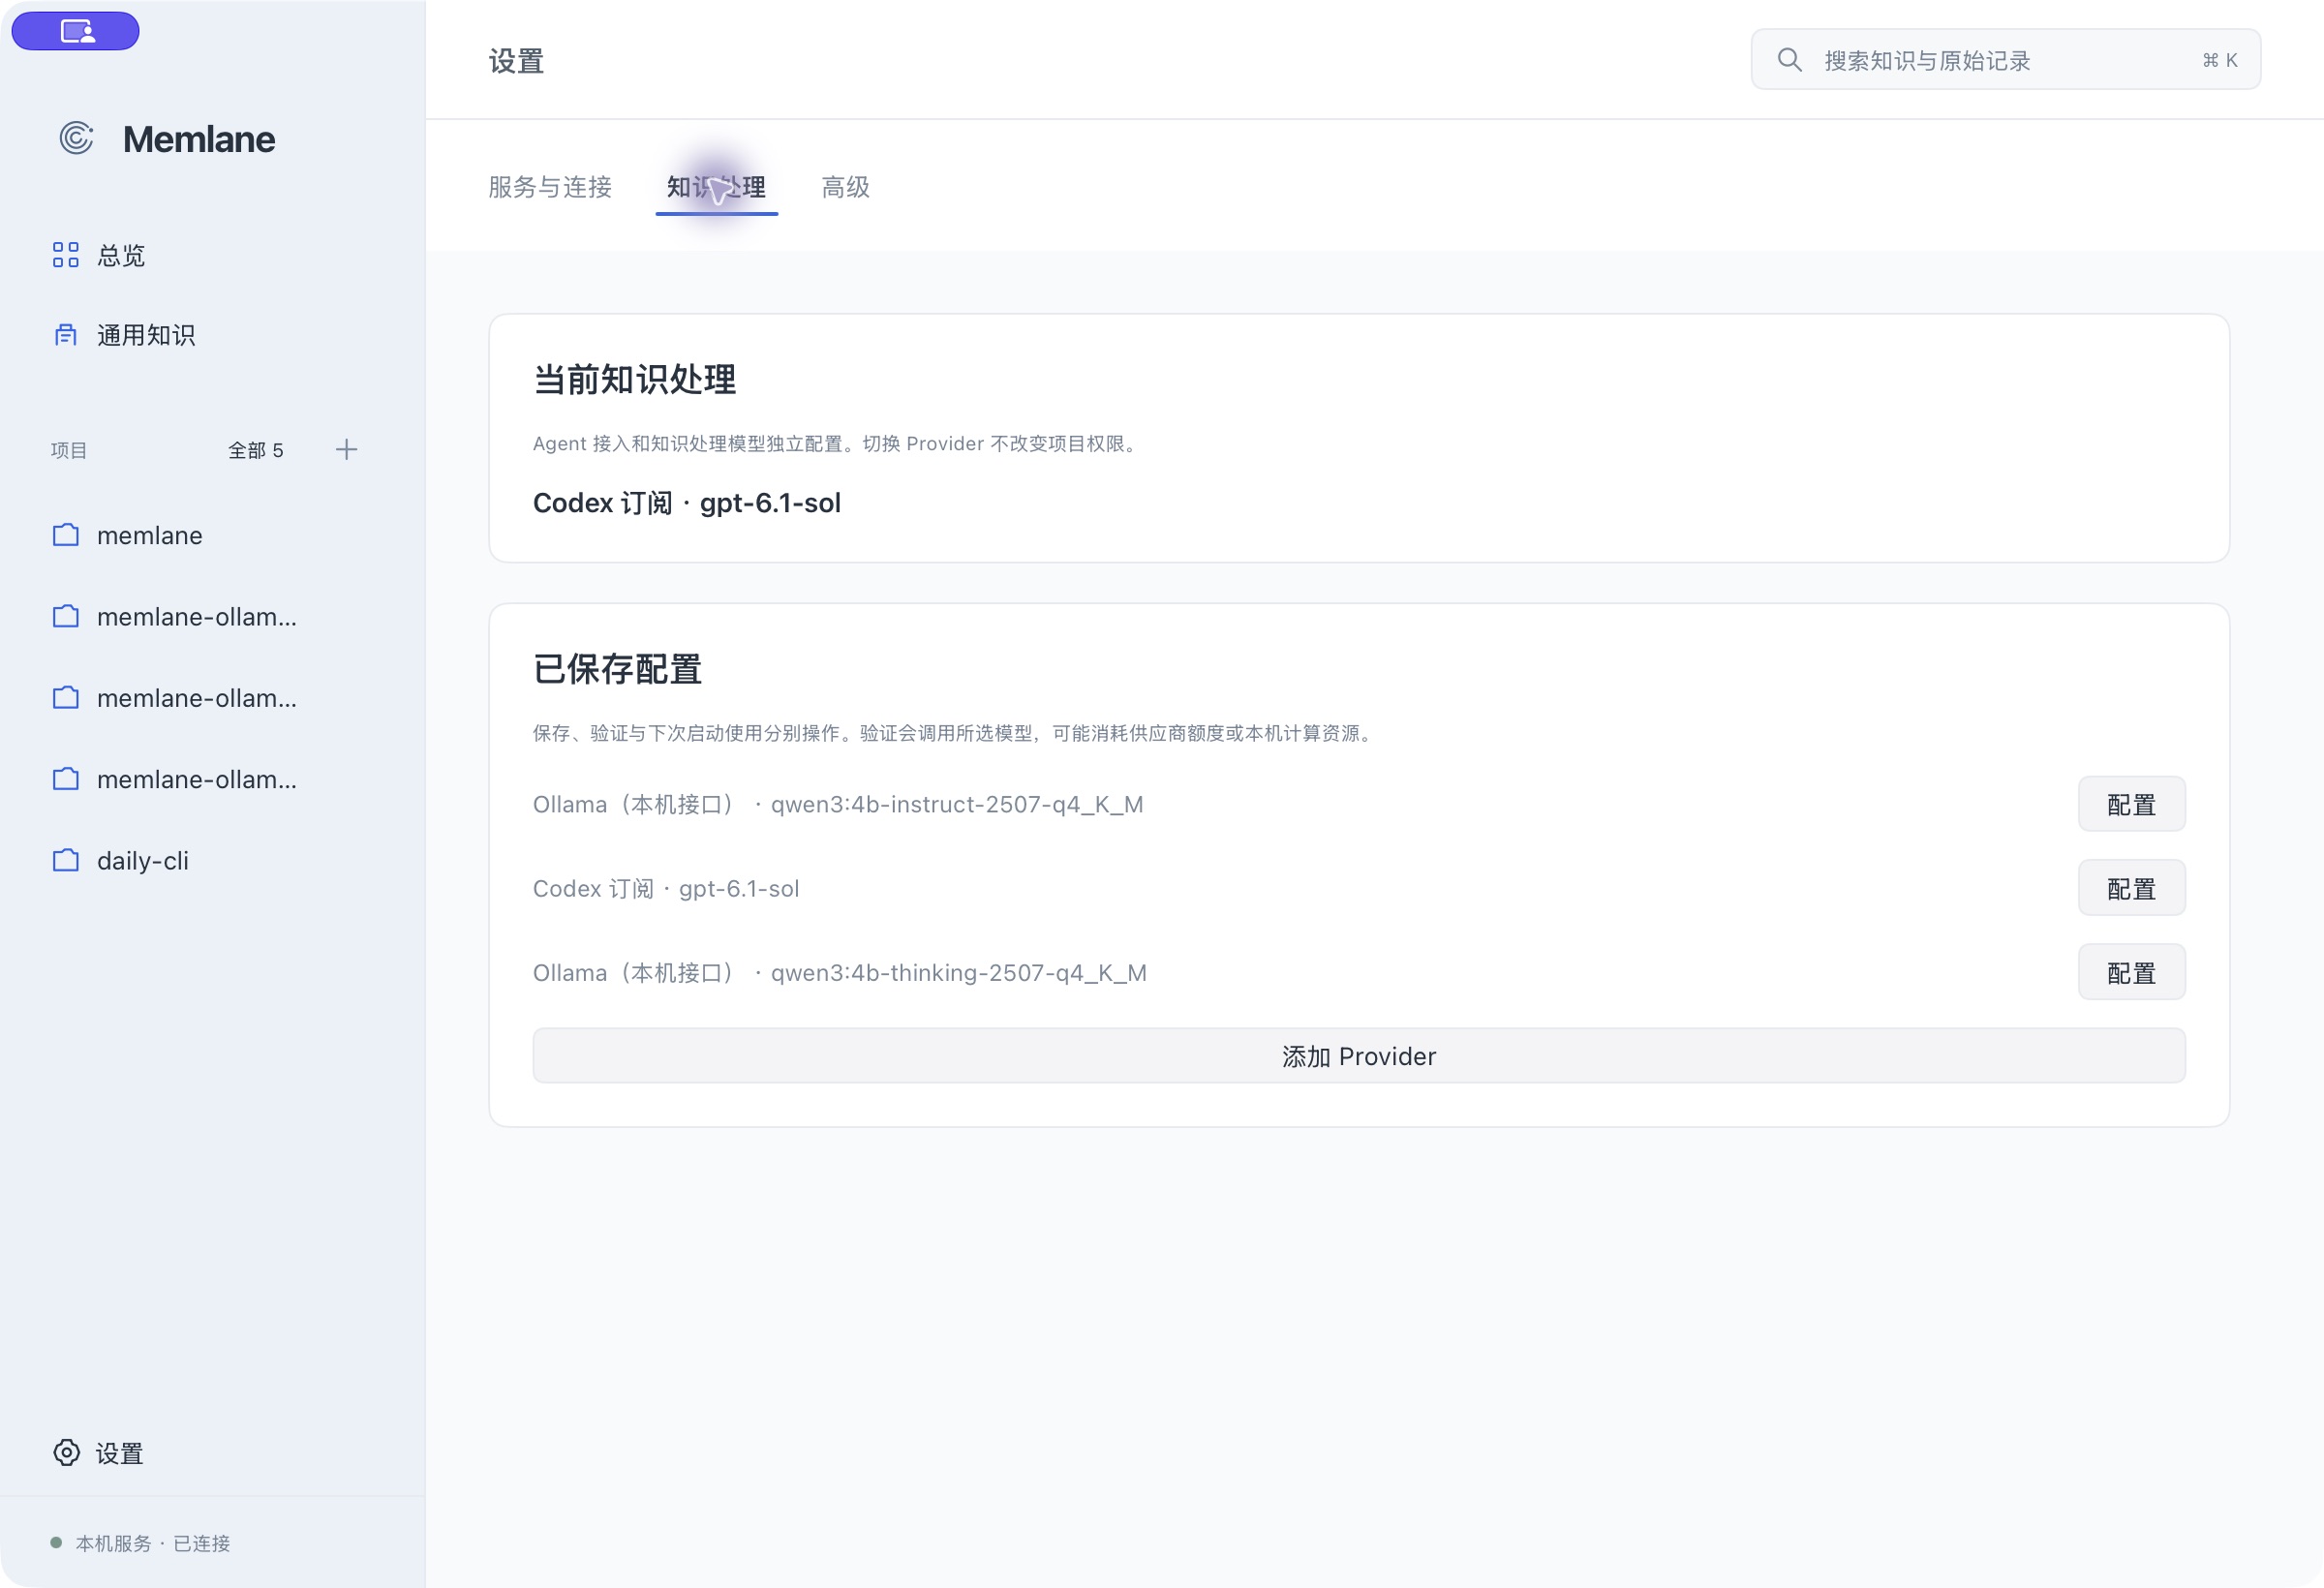 Memlane
总览
通用知识
项目 全部 5
memlane
memlane-ollam...
memlane-ollam...
memlane-ollam...
daily-cli
设置
本机服务 · 已连接
设置
搜索知识与原始记录 ⌘ K
服务与连接 知识处理 高级
当前知识处理
Agent 接入和知识处理模型独立配置。切换 Provider 不改变项目权限。
Codex 订阅 · gpt-6.1-sol
已保存配置
保存、验证与下次启动使用分别操作。验证会调用所选模型，可能消耗供应商额度或本机计算资源。
Ollama（本机接口） · qwen3:4b-instruct-2507-q4_K_M 配置
Codex 订阅 · gpt-6.1-sol 配置
Ollama（本机接口） · qwen3:4b-thinking-2507-q4_K_M 配置
添加 Provider